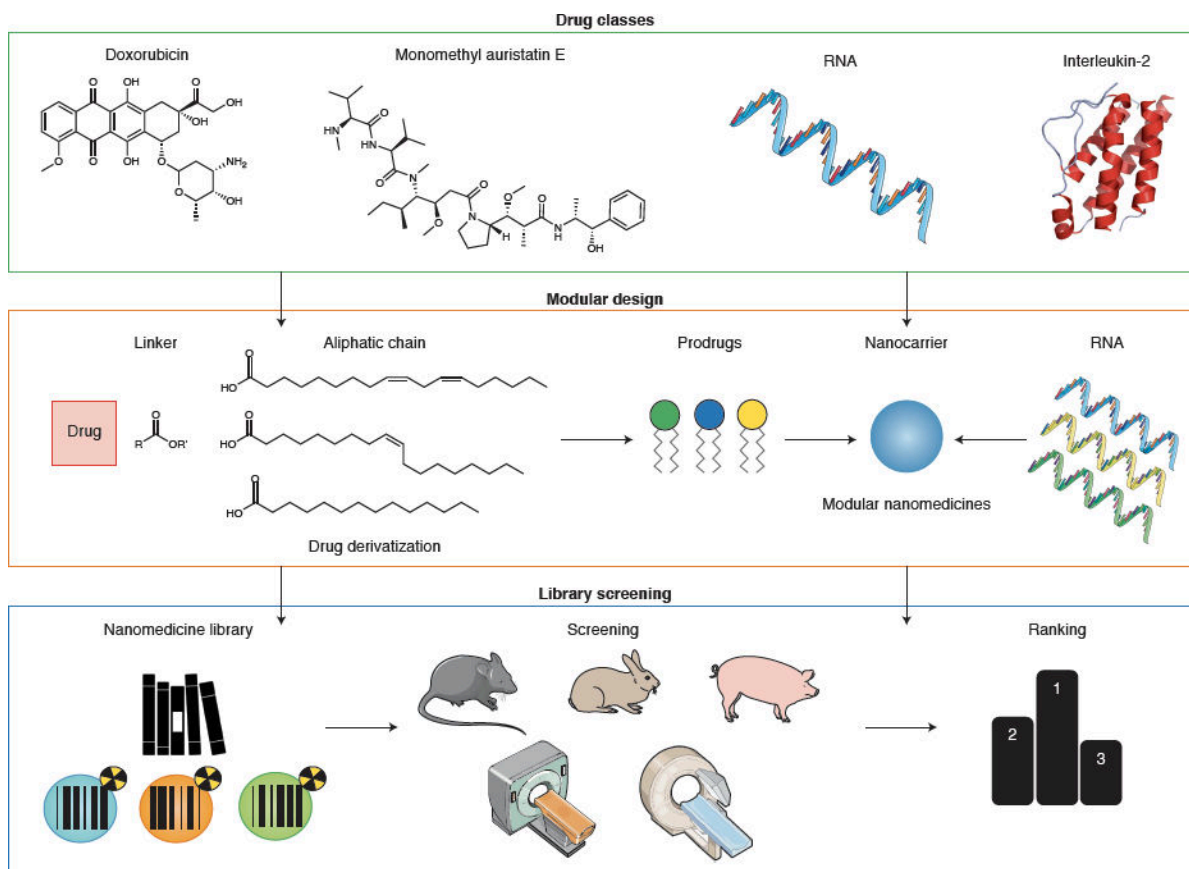 Drug classes
Doxorubicin
Monomethyl auristatin E
RNA
Interleukin-2
O
OH
O
OH
OH
O
O
OH
O
NH2
O
OH
HN
O
HN
O
N
O
O
N
H
O
O
N
H
OH
Modular design
Linker
Aliphatic chain
Prodrugs
Nanocarrier
RNA
Drug
O
R
OR'
O
HO
O
HO
O
HO
Modular nanomedicines
Drug derivatization
Library screening
Nanomedicine library
Screening
Ranking
1
2
3